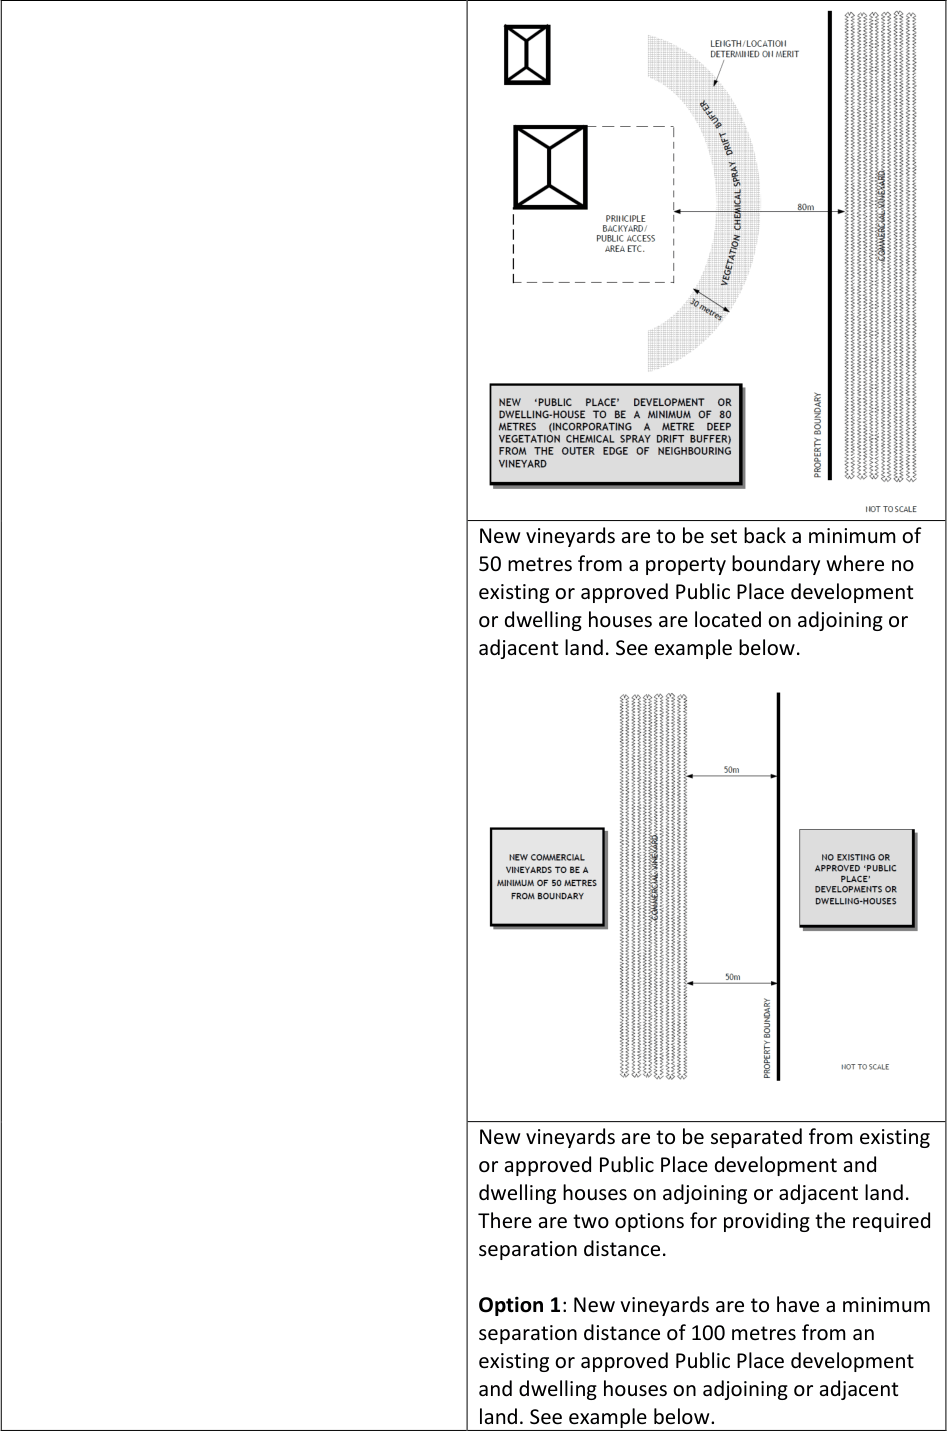 LENGTH/LOCATION
DETERMINED ON MERIT
VEGETATION CHEMICAL SPRAY DRIFT BUFFER
80m
COMMERCIAL VINEYARD
PRINCIPLE
BACKYARD/
PUBLIC ACCESS
AREA ETC.
30 metres
PROPERTY BOUNDARY
NEW ‘PUBLIC PLACE’ DEVELOPMENT OR
DWELLING-HOUSE TO BE A MINIMUM OF 80
METRES (INCORPORATING A METRE DEEP
VEGETATION CHEMICAL SPRAY DRIFT BUFFER)
FROM THE OUTER EDGE OF NEIGHBOURING
VINEYARD
NOT TO SCALE
New vineyards are to be set back a minimum of
50 metres from a property boundary where no
existing or approved Public Place development
or dwelling houses are located on adjoining or
adjacent land. See example below.
50m
NEW COMMERCIAL
VINEYARDS TO BE A
MINIMUM OF 50 METRES
FROM BOUNDARY
COMMERCIAL VINEYARD
NO EXISTING OR
APPROVED ‘PUBLIC
PLACE’
DEVELOPMENTS OR
DWELLING-HOUSES
50m
PROPERTY BOUNDARY
NOT TO SCALE
New vineyards are to be separated from existing
or approved Public Place development and
dwelling houses on adjoining or adjacent land.
There are two options for providing the required
separation distance.
Option 1: New vineyards are to have a minimum
separation distance of 100 metres from an
existing or approved Public Place development
and dwelling houses on adjoining or adjacent
land. See example below.